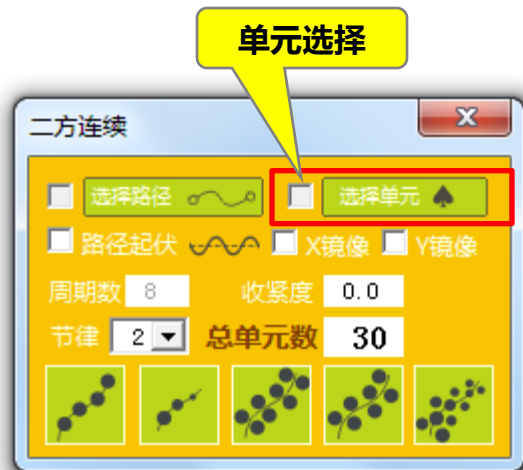 单元选择
二方连续
选择路径 选择单元
路径起伏 X镜像 Y镜像
周期数 8 收紧度 0.0
节律 2 总单元数 30